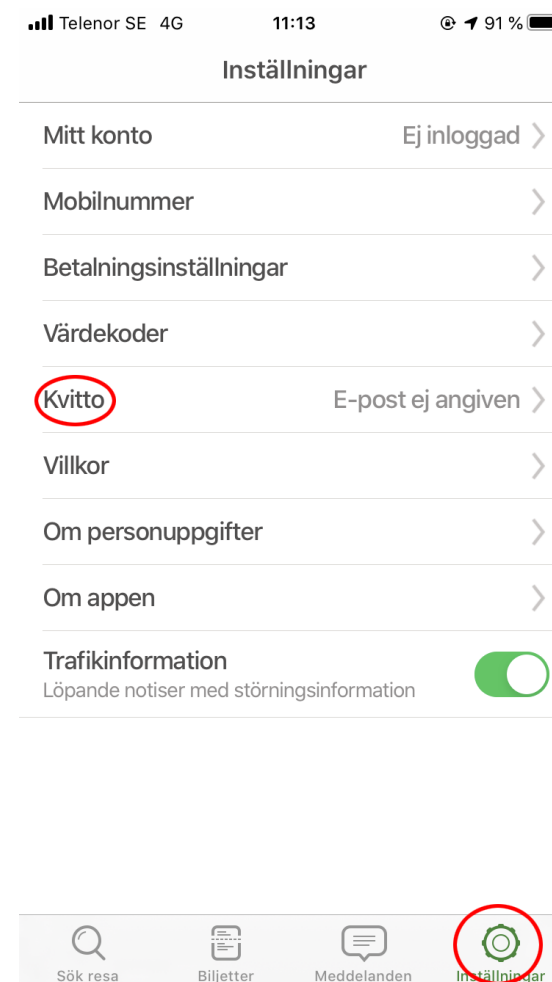 Telenor SE 4G 11:13 91 %
Inställningar
Mitt konto Ej inloggad
Mobilnummer
Betalningsinställningar
Värdekoder
Kvitto E-post ej angiven
Villkor
Om personuppgifter
Om appen
Trafikinformation
Löpande notiser med störningsinformation
Sök resa Biljetter Meddelanden Inställningar